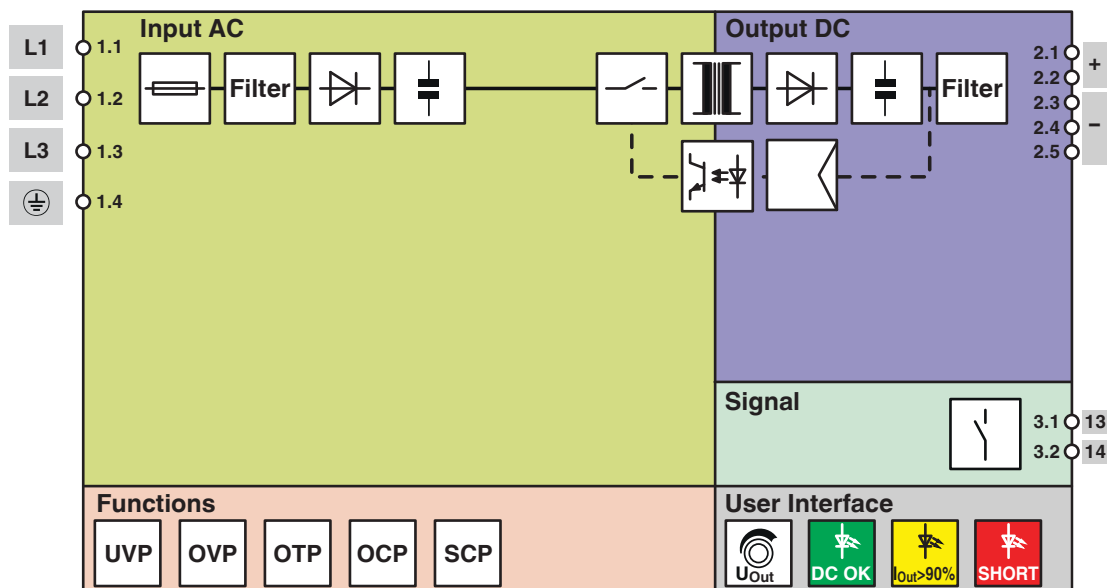 Input AC
Output DC
L1
1.1
L2
1.2
L3
1.3
1.4
Filter
Filter
2.1
2.2
+
2.3
2.4
2.5
−
Signal
3.1
13
3.2
14
Functions
UVP
OVP
OTP
OCP
SCP
User Interface
UOut
DC OK
IOut>90%
SHORT